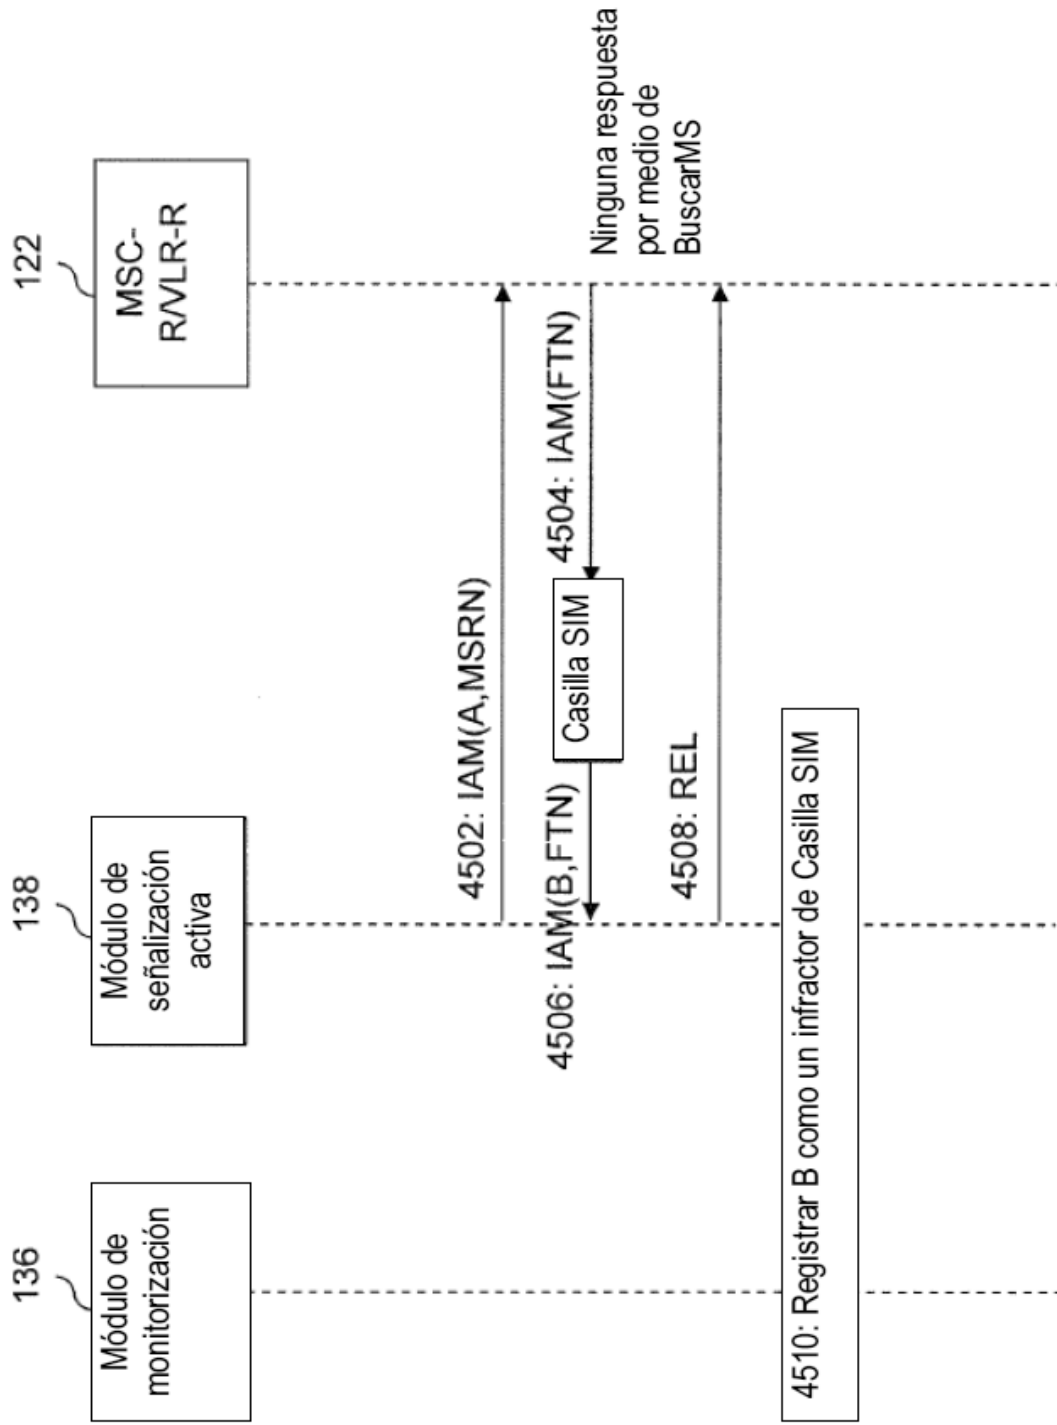 136
Módulo de
monitorización
138
Módulo de
señalización
activa
122
MSC-
R/VLR-R
4502: IAM(A,MSRN)
4504: IAM(FTN)
Ninguna respuesta
por medio de
BuscarMS
Casilla SIM
4506: IAM(B,FTN)
4508: REL
4510: Registrar B como un infractor de Casilla SIM